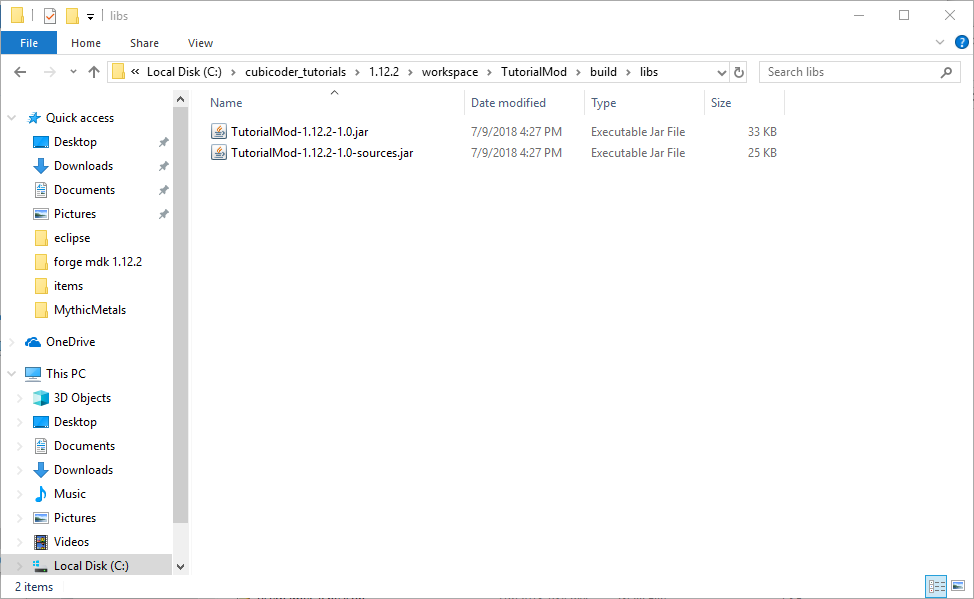 libs
File Home Share View
« Local Disk (C:) › cubicoder_tutorials › 1.12.2 › workspace › TutorialMod › build › libs
Search libs
Name Date modified Type Size
TutorialMod-1.12.2-1.0.jar 7/9/2018 4:27 PM Executable Jar File 33 KB
TutorialMod-1.12.2-1.0-sources.jar 7/9/2018 4:27 PM Executable Jar File 25 KB
Quick access
Desktop
Downloads
Documents
Pictures
eclipse
forge mdk 1.12.2
items
MythicMetals
OneDrive
This PC
3D Objects
Desktop
Documents
Downloads
Music
Pictures
Videos
Local Disk (C:)
2 items